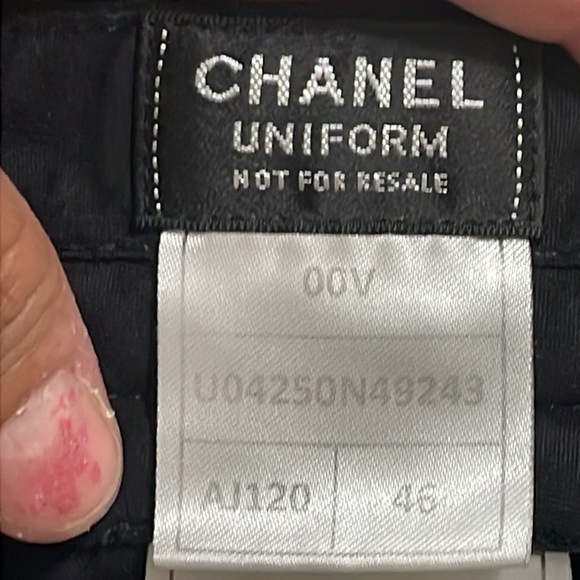 CHANEL
UNIFORM
NOT FOR RESALE
00V
U04250N49243
AJ120 46